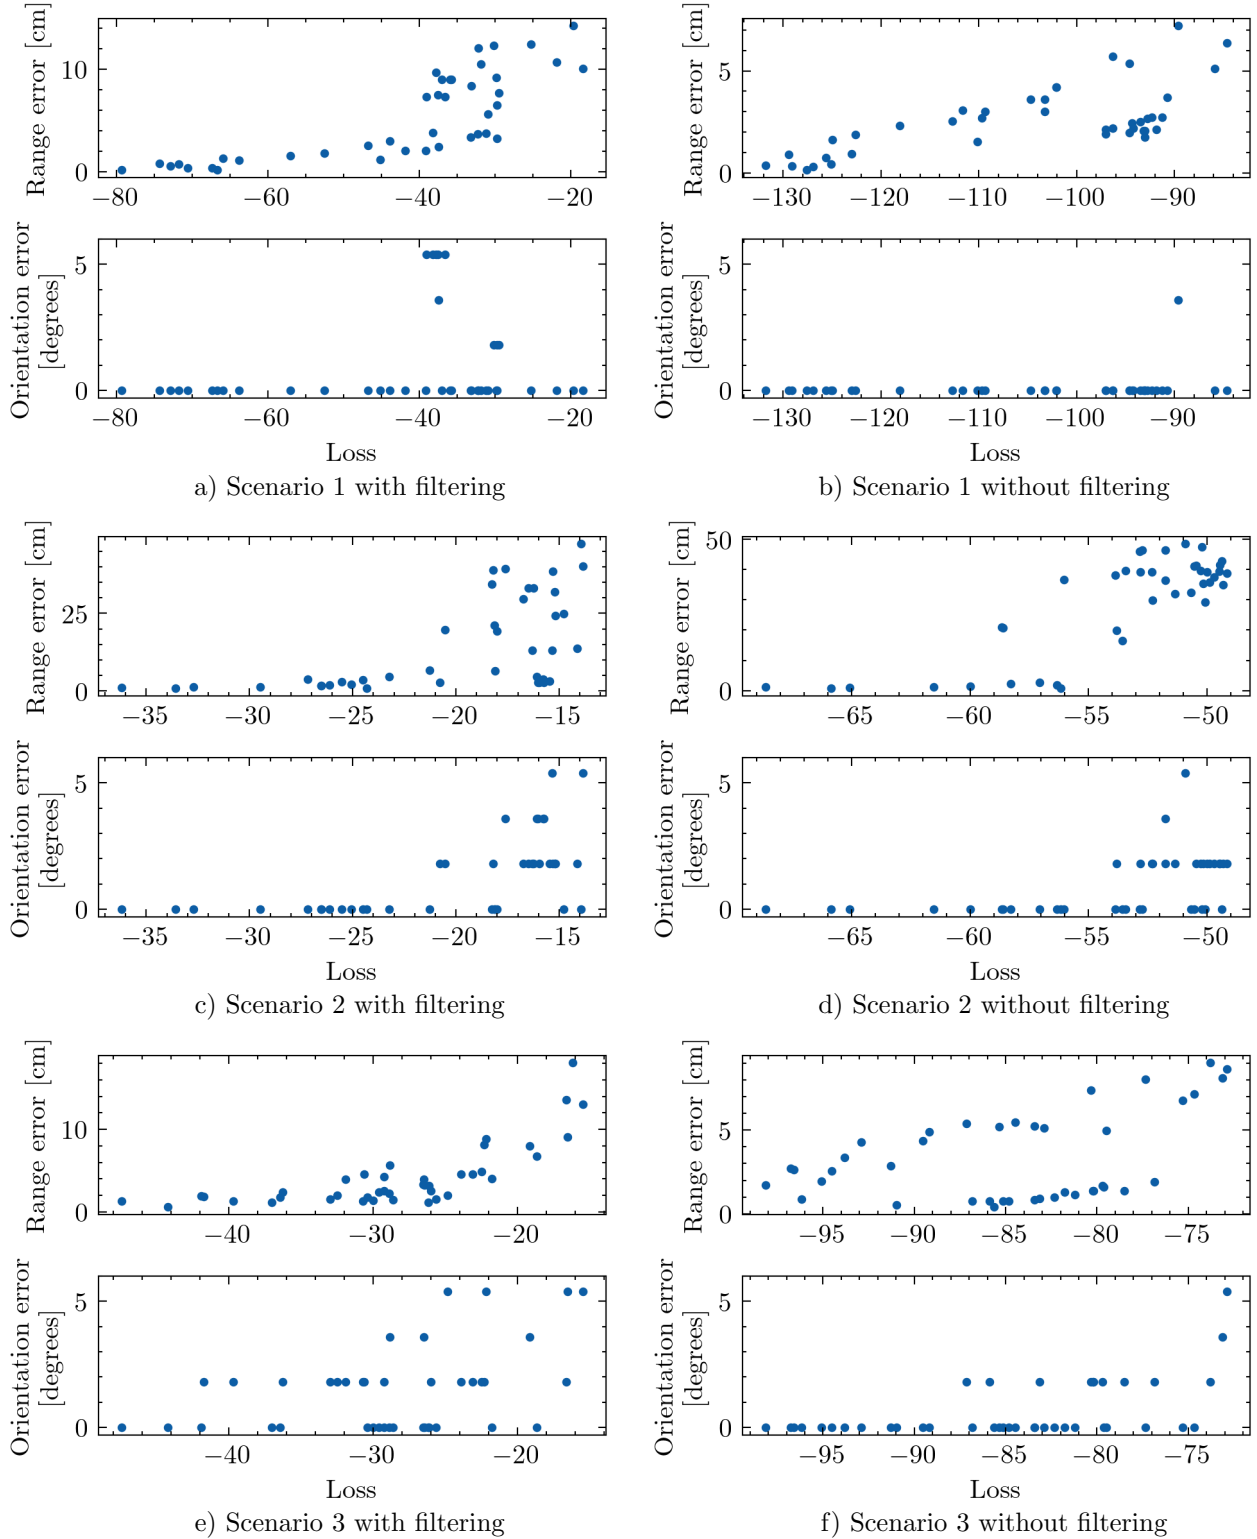 Range error [cm]
10
0
−80
−60
−40
−20
Orientation error
[degrees]
5
0
−80
−60
−40
−20
Loss
a) Scenario 1 with filtering
Range error [cm]
5
0
−130
−120
−110
−100
−90
Orientation error
[degrees]
5
0
−130
−120
−110
−100
−90
Loss
b) Scenario 1 without filtering
Range error [cm]
25
0
−35
−30
−25
−20
−15
Orientation error
[degrees]
5
0
−35
−30
−25
−20
−15
Loss
c) Scenario 2 with filtering
Range error [cm]
50
25
0
−65
−60
−55
−50
Orientation error
[degrees]
5
0
−65
−60
−55
−50
Loss
d) Scenario 2 without filtering
Range error [cm]
10
0
−40
−30
−20
Orientation error
[degrees]
5
0
−40
−30
−20
Loss
e) Scenario 3 with filtering
Range error [cm]
5
0
−95
−90
−85
−80
−75
Orientation error
[degrees]
5
0
−95
−90
−85
−80
−75
Loss
f) Scenario 3 without filtering